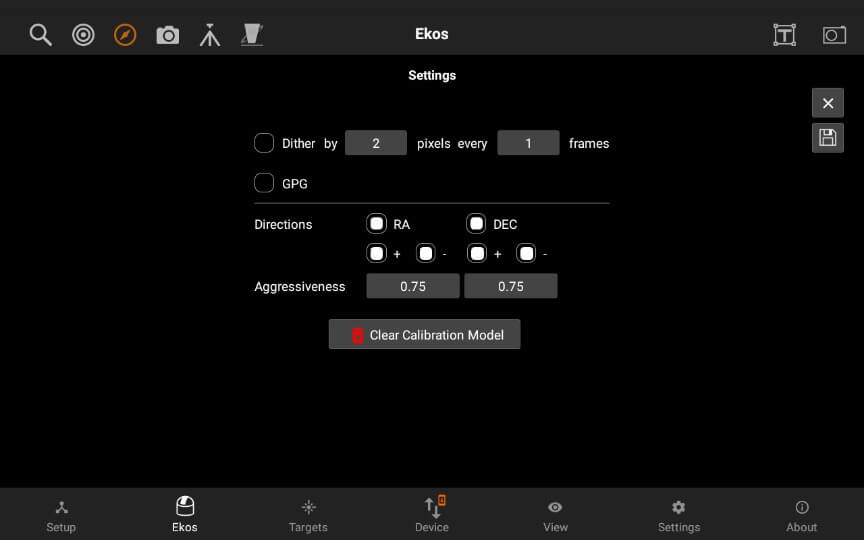 Ekos
Settings
Dither by 2 pixels every 1 frames
GPG
Directions RA DEC
+ - + -
Aggressiveness 0.75 0.75
Clear Calibration Model
Setup Ekos Targets Device View Settings About